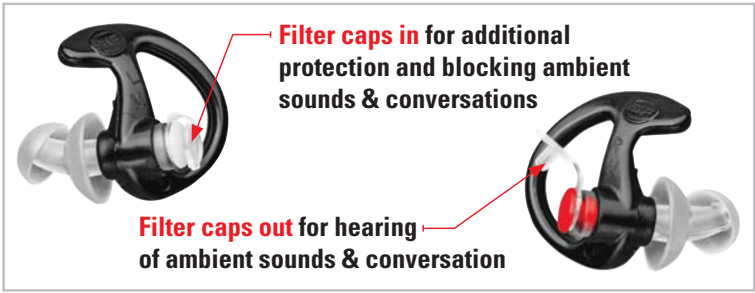 Filter caps in for additional
protection and blocking ambient
sounds & conversations
Filter caps out for hearing
of ambient sounds & conversation